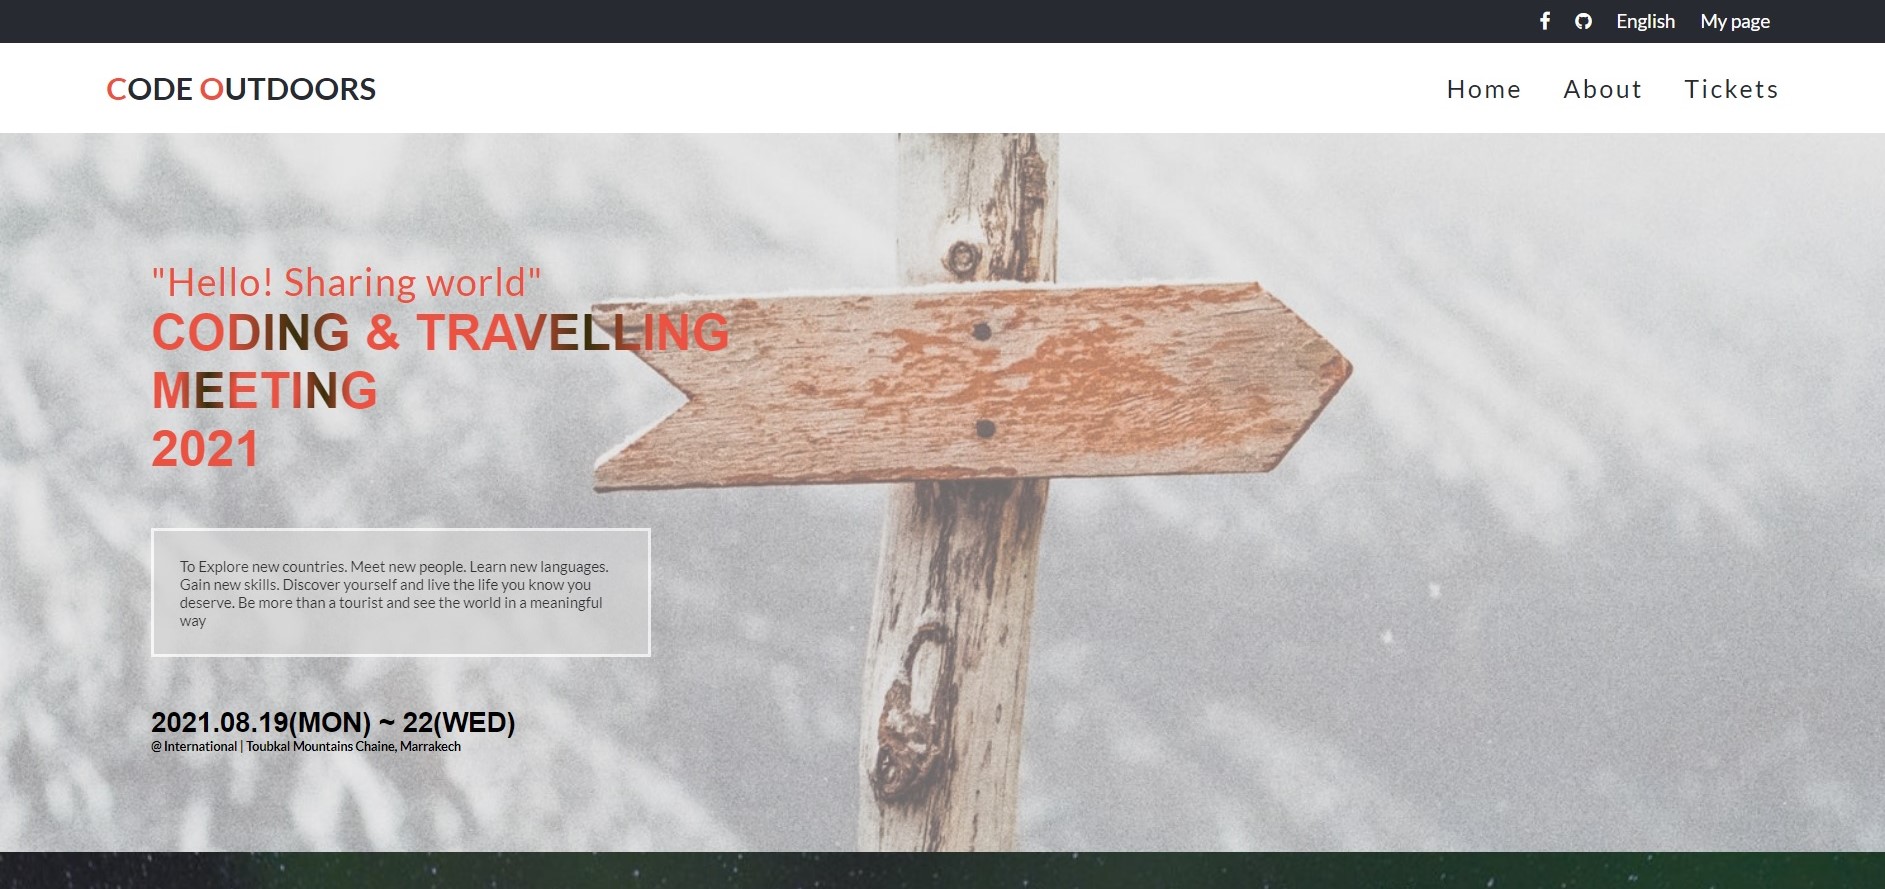 English My page
CODE OUTDOORS
Home About Tickets
"Hello! Sharing world"
CODING & TRAVELLING
MEETING
2021
To Explore new countries. Meet new people. Learn new languages.
Gain new skills. Discover yourself and live the life you know you
deserve. Be more than a tourist and see the world in a meaningful
way
2021.08.19(MON) ~ 22(WED)
@ International | Toubkal Mountains Chaine, Marrakech